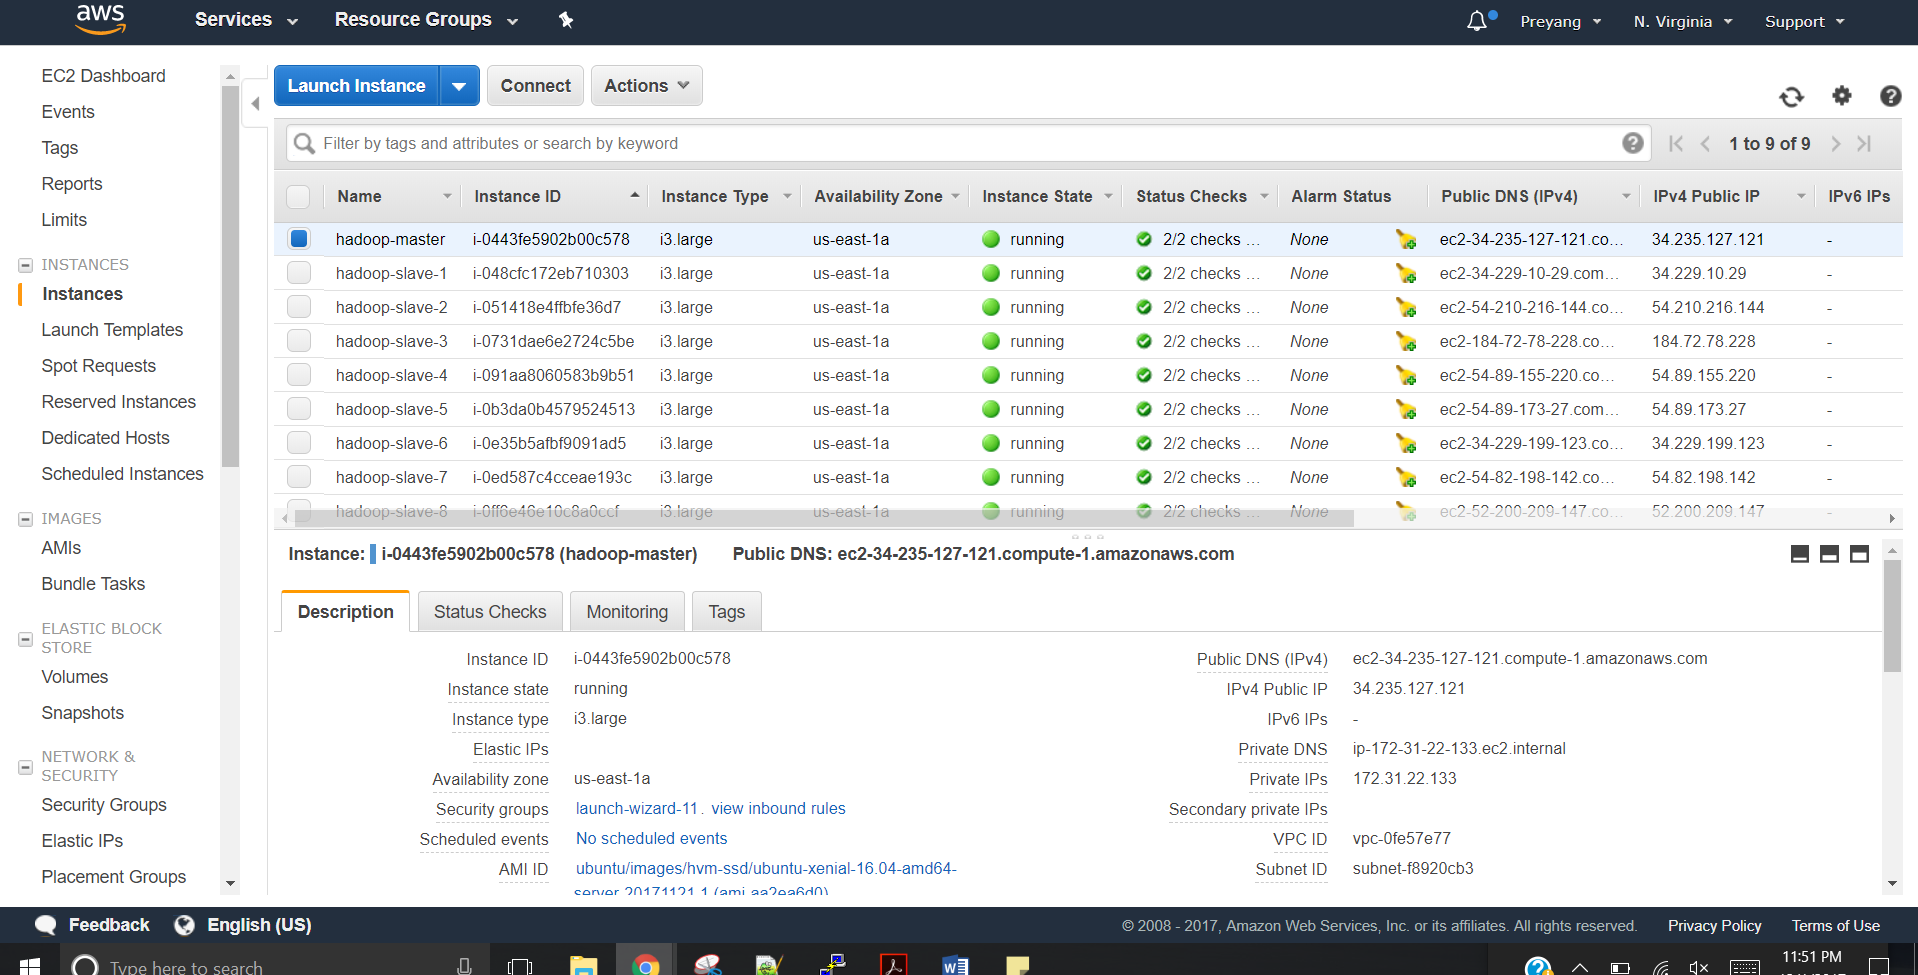 aws Services Resource Groups Preyang N. Virginia Support
EC2 Dashboard
Events
Tags
Reports
Limits
INSTANCES
Instances
Launch Templates
Spot Requests
Reserved Instances
Dedicated Hosts
Scheduled Instances
IMAGES
AMIs
Bundle Tasks
ELASTIC BLOCK
STORE
Volumes
Snapshots
NETWORK &
SECURITY
Security Groups
Elastic IPs
Placement Groups
Launch Instance Connect Actions
Filter by tags and attributes or search by keyword 1 to 9 of 9
Name Instance ID Instance Type Availability Zone Instance State Status Checks Alarm Status Public DNS (IPv4) IPv4 Public IP IPv6 IPs
hadoop-master i-0443fe5902b00c578 i3.large us-east-1a running 2/2 checks ... None ec2-34-235-127-121.co... 34.235.127.121 -
hadoop-slave-1 i-048cfc172eb710303 i3.large us-east-1a running 2/2 checks ... None ec2-34-229-10-29.com... 34.229.10.29 -
hadoop-slave-2 i-051418e4ffbfe36d7 i3.large us-east-1a running 2/2 checks ... None ec2-54-210-216-144.co... 54.210.216.144 -
hadoop-slave-3 i-0731dae6e2724c5be i3.large us-east-1a running 2/2 checks ... None ec2-184-72-78-228.co... 184.72.78.228 -
hadoop-slave-4 i-091aa8060583b9b51 i3.large us-east-1a running 2/2 checks ... None ec2-54-89-155-220.co... 54.89.155.220 -
hadoop-slave-5 i-0b3da0b4579524513 i3.large us-east-1a running 2/2 checks ... None ec2-54-89-173-27.com... 54.89.173.27 -
hadoop-slave-6 i-0e35b5afbf9091ad5 i3.large us-east-1a running 2/2 checks ... None ec2-34-229-199-123.co... 34.229.199.123 -
hadoop-slave-7 i-0ed587c4cceae193c i3.large us-east-1a running 2/2 checks ... None ec2-54-82-198-142.co... 54.82.198.142 -
hadoop-slave-8 i-0ff6e46e10c8a0ccf i3.large us-east-1a running 2/2 checks ... None ec2-52-200-209-147.co... 52.200.209.147 -
Instance: i-0443fe5902b00c578 (hadoop-master) Public DNS: ec2-34-235-127-121.compute-1.amazonaws.com
Description Status Checks Monitoring Tags
Instance ID i-0443fe5902b00c578 Public DNS (IPv4) ec2-34-235-127-121.compute-1.amazonaws.com
Instance state running IPv4 Public IP 34.235.127.121
Instance type i3.large IPv6 IPs -
Elastic IPs Private DNS ip-172-31-22-133.ec2.internal
Availability zone us-east-1a Private IPs 172.31.22.133
Security groups launch-wizard-11. view inbound rules Secondary private IPs
Scheduled events No scheduled events VPC ID vpc-0fe57e77
AMI ID ubuntu/images/hvm-ssd/ubuntu-xenial-16.04-amd64- Subnet ID subnet-f8920cb3
server-20171121.1 (ami-aa2ea6d0)
Feedback English (US) © 2008 - 2017, Amazon Web Services, Inc. or its affiliates. All rights reserved. Privacy Policy Terms of Use
Type here to search 11:51 PM